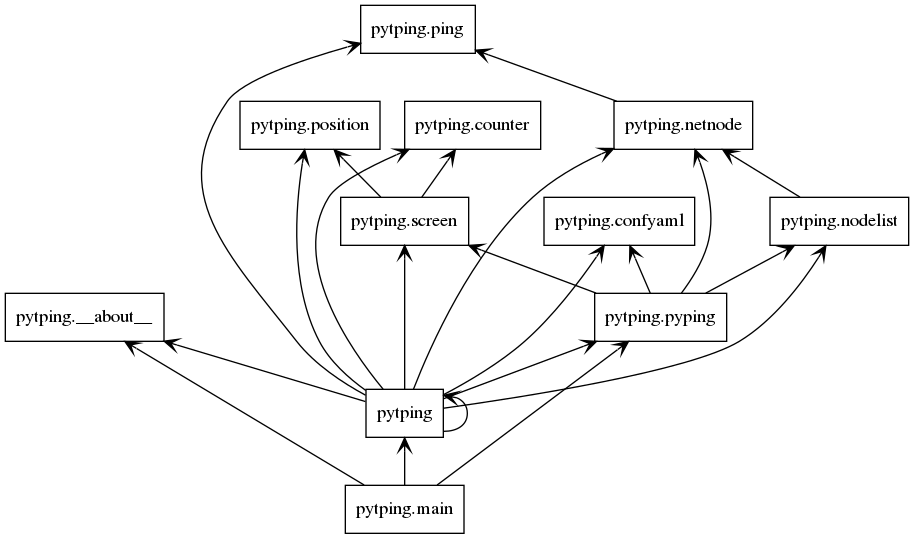 pytping.ping
pytping.position
pytping.counter
pytping.netnode
pytping.screen
pytping.confyaml
pytping.nodelist
pytping.__about__
pytping.pyping
pytping
pytping.main